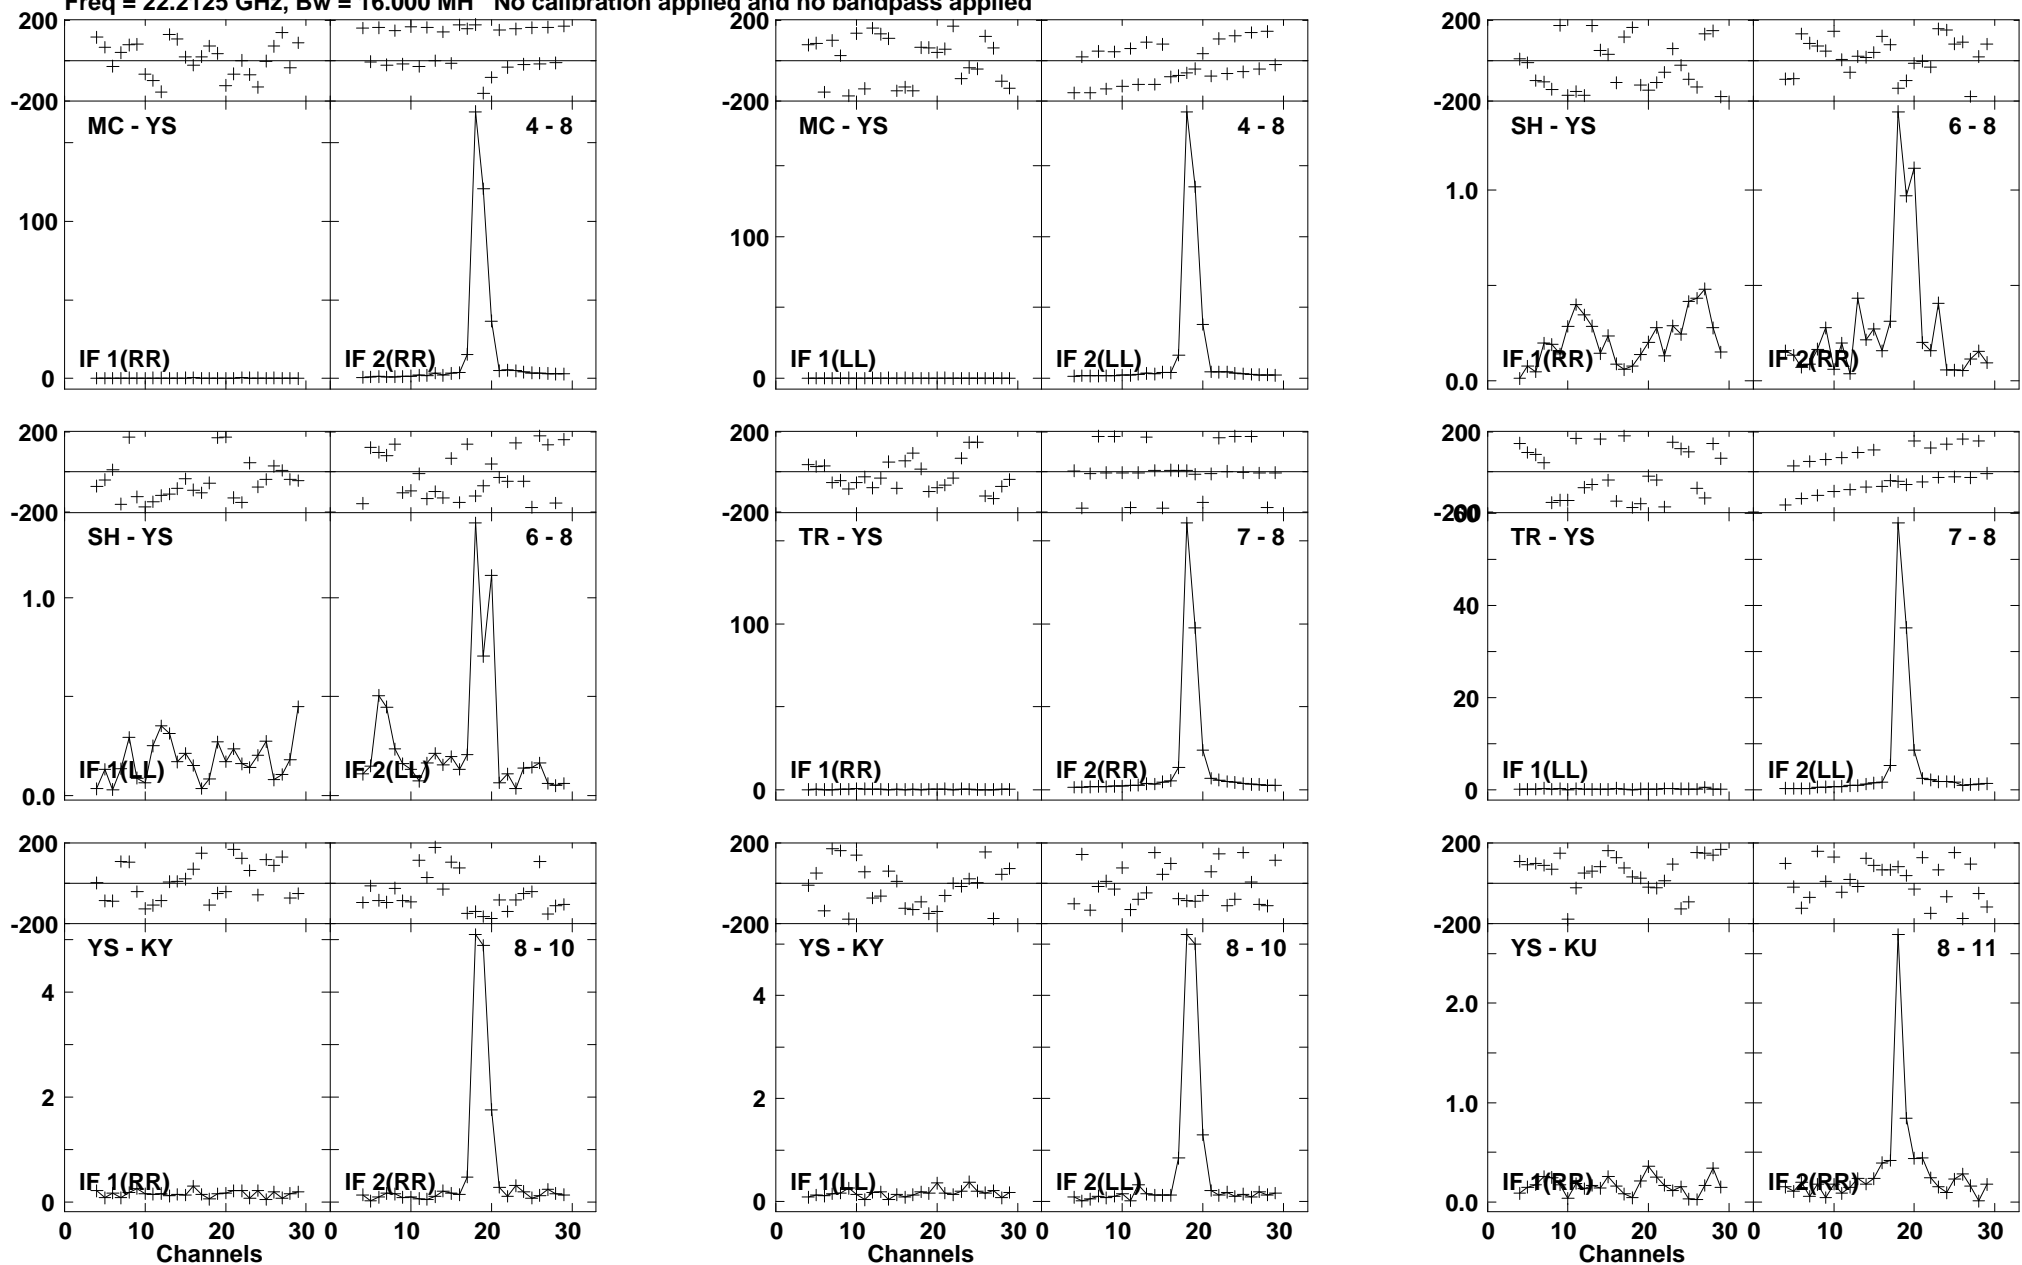 Freq = 22.2125 GHz, Bw = 16.000 MH No calibration applied and no bandpass applied
200
-200
MC - YS
4 - 8
100
0
IF 1(RR)
IF 2(RR)
200
-200
MC - YS
4 - 8
100
0
IF 1(LL)
IF 2(LL)
200
-200
SH - YS
6 - 8
1.0
0.0
IF 1(RR)
IF 2(RR)
200
-200
SH - YS
6 - 8
1.0
0.0
IF 1(LL)
IF 2(LL)
200
-200
TR - YS
7 - 8
100
0
IF 1(RR)
IF 2(RR)
200
-200
60
TR - YS
7 - 8
40
20
0
IF 1(LL)
IF 2(LL)
200
-200
YS - KY
8 - 10
4
2
0
IF 1(RR)
IF 2(RR)
0 10 20 30 0 10 20 30
Channels
200
-200
YS - KY
8 - 10
4
2
0
IF 1(LL)
IF 2(LL)
0 10 20 30 0 10 20 30
200
-200
YS - KU
8 - 11
2.0
1.0
0.0
IF 1(RR)
IF 2(RR)
0 10 20 30 0 10 20 30
Channels